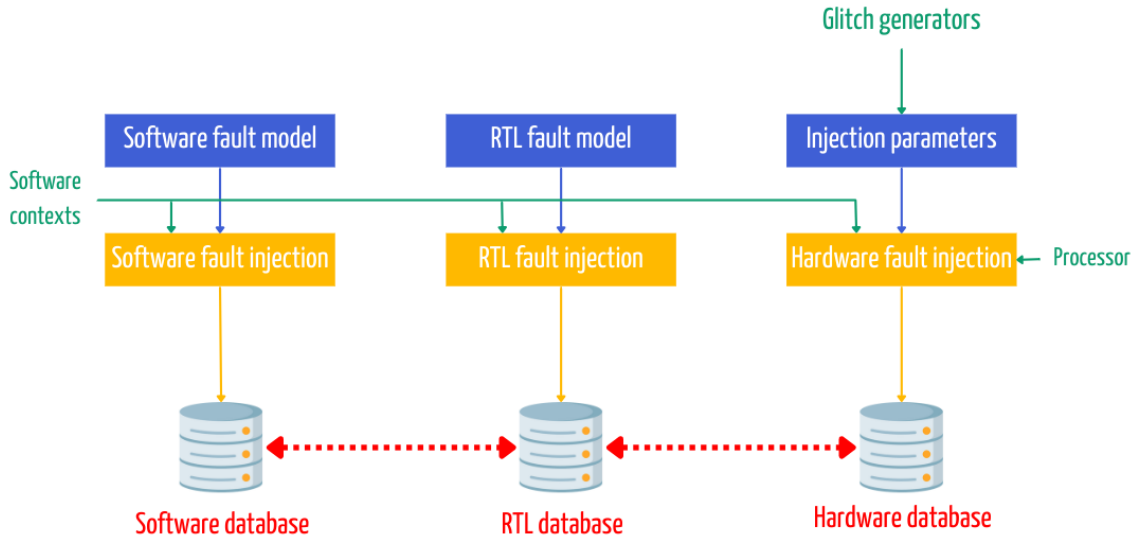 Glitch generators
Software fault model
RTL fault model
Injection parameters
Software
contexts
Software fault injection
RTL fault injection
Hardware fault injection
Processor
Software database
RTL database
Hardware database